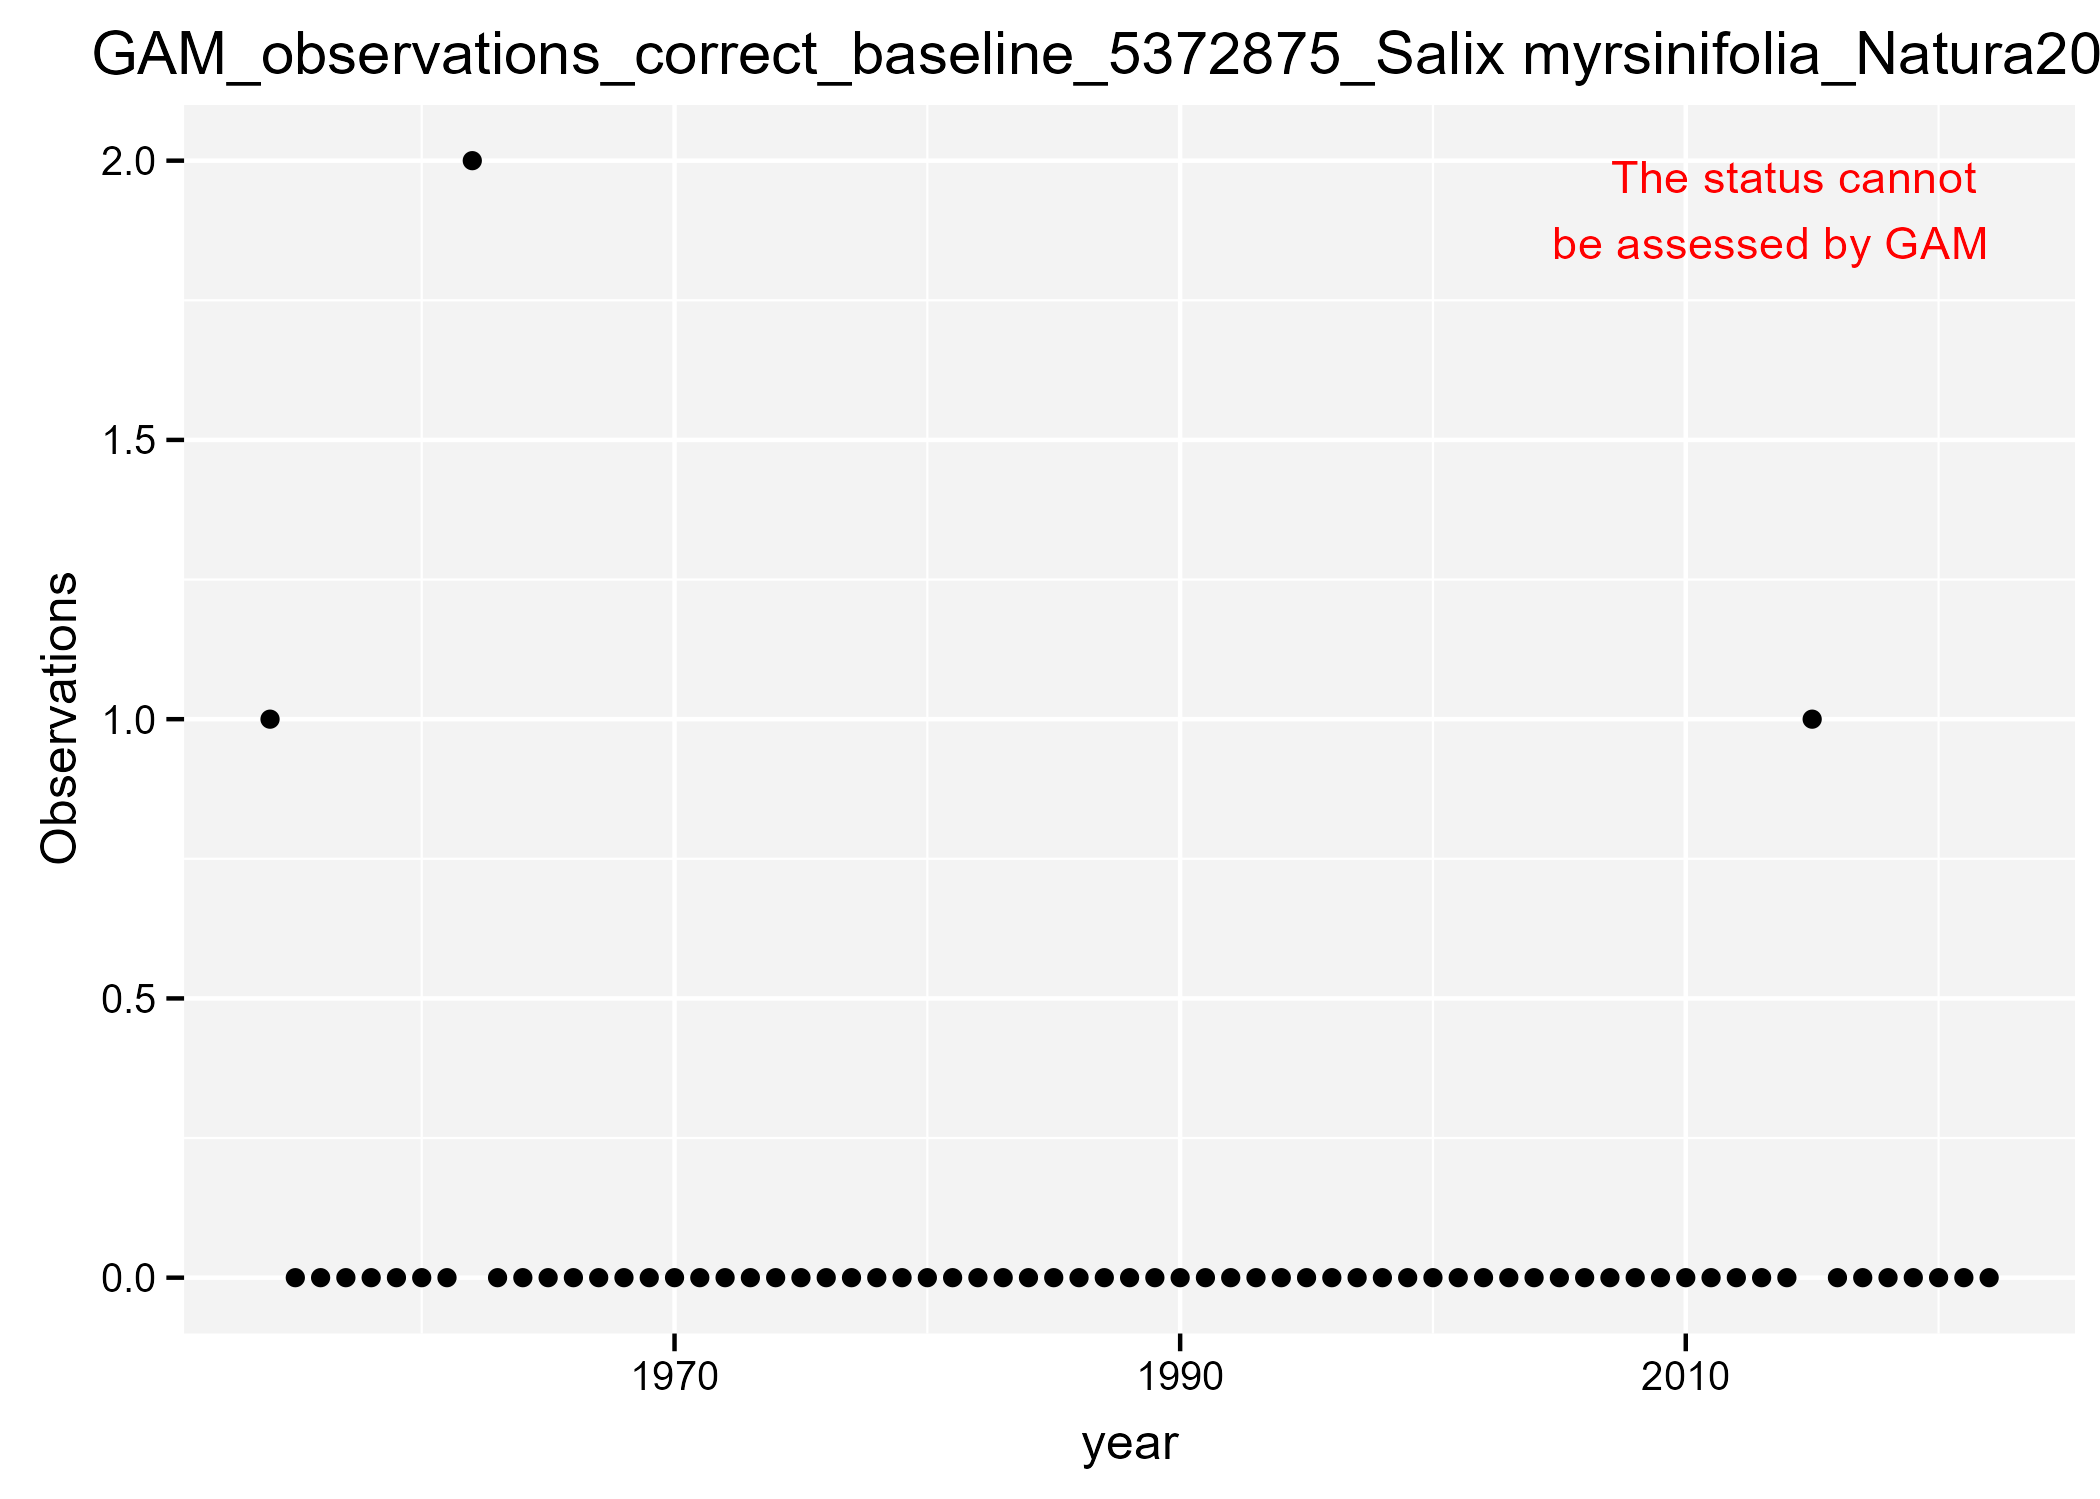 GAM_observations_correct_baseline_5372875_Salix myrsinifolia_Natura20
The status cannot
be assessed by GAM
2.0
1.5
1.0
0.5
0.0
Observations
1970 1990 2010
year